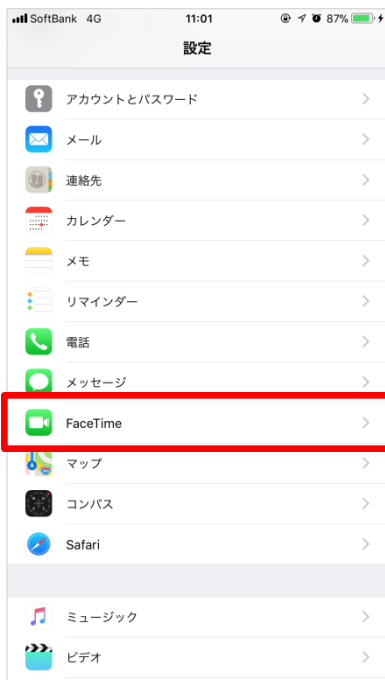 SoftBank 4G 11:01 87%
設定
アカウントとパスワード
メール
連絡先
カレンダー
メモ
リマインダー
電話
メッセージ
FaceTime
マップ
コンパス
Safari
ミュージック
ビデオ